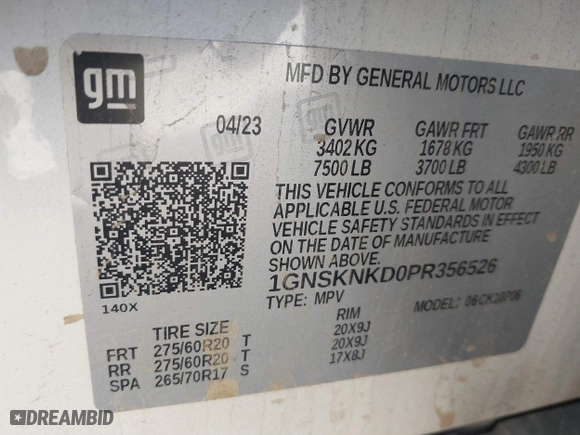 gm
MFD BY GENERAL MOTORS LLC
04/23 GVWR GAWR FRT GAWR RR
3402 KG 1678 KG 1950 KG
7500 LB 3700 LB 4300 LB
THIS VEHICLE CONFORMS TO ALL
APPLICABLE U.S. FEDERAL MOTOR
VEHICLE SAFETY STANDARDS IN EFFECT
ON THE DATE OF MANUFACTURE
SHOWN ABOVE.
1GNSKNKD0PR356526
140X TYPE: MPV MODEL: 06CK10706
TIRE SIZE RIM
FRT 275/60R20 T 20X9J
RR 275/60R20 T 20X9J
SPA 265/70R17 S 17X8J
DREAMBID